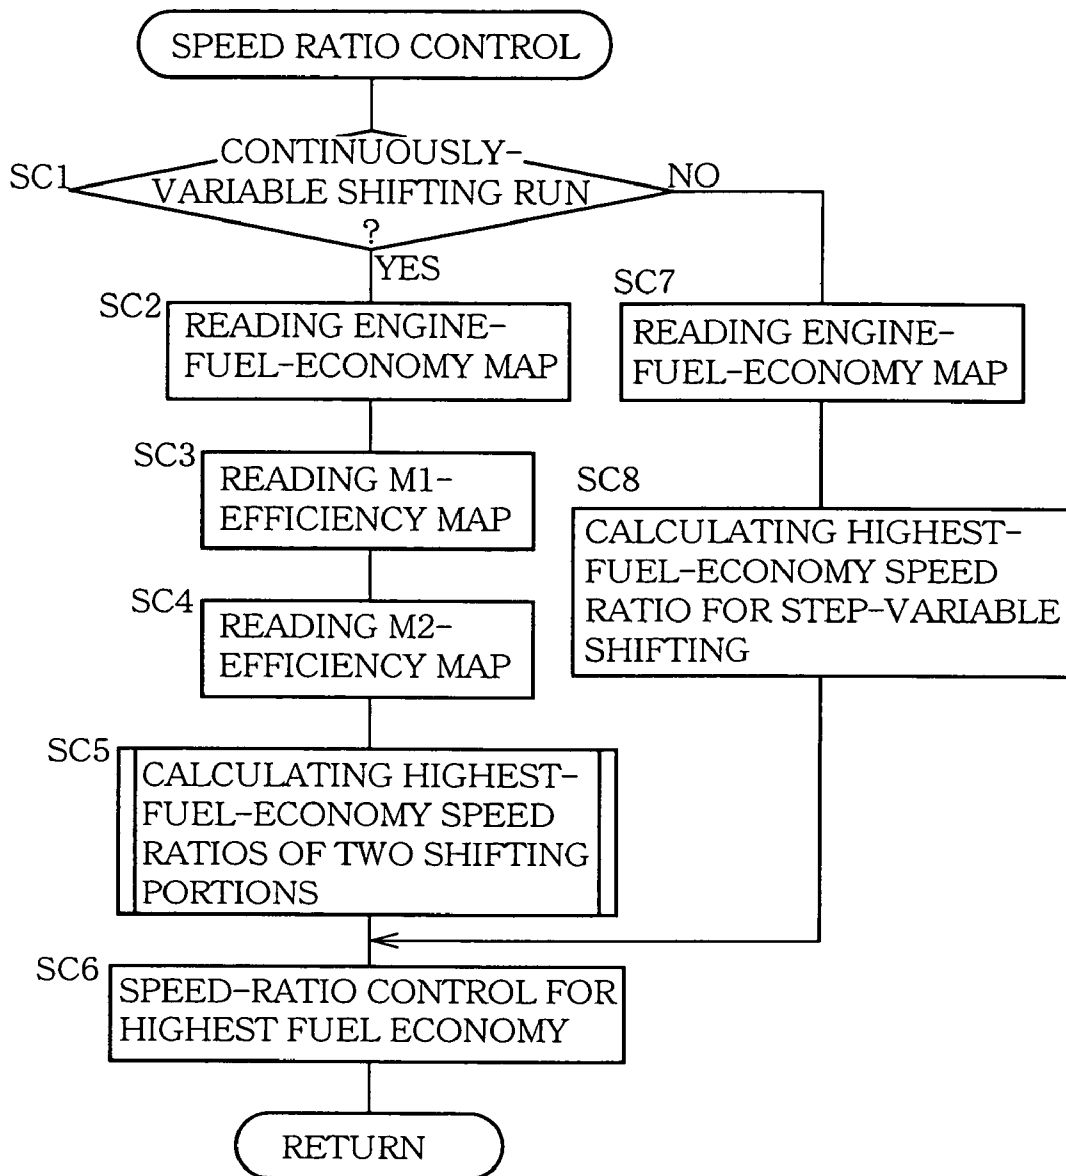 SPEED RATIO CONTROL
SC1
CONTINUOUSLY-
VARIABLE SHIFTING RUN
?
NO
YES
SC2
READING ENGINE-
FUEL-ECONOMY MAP
SC7
READING ENGINE-
FUEL-ECONOMY MAP
SC3
READING M1-
EFFICIENCY MAP
SC8
CALCULATING HIGHEST-
FUEL-ECONOMY SPEED
RATIO FOR STEP-VARIABLE
SHIFTING
SC4
READING M2-
EFFICIENCY MAP
SC5
CALCULATING HIGHEST-
FUEL-ECONOMY SPEED
RATIOS OF TWO SHIFTING
PORTIONS
SC6
SPEED-RATIO CONTROL FOR
HIGHEST FUEL ECONOMY
RETURN